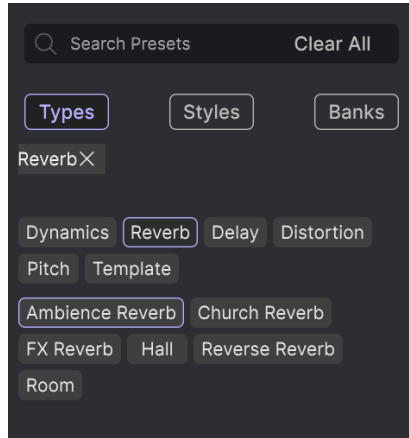 Search Presets Clear All
Types Styles Banks
Reverb×
Dynamics Reverb Delay Distortion
Pitch Template
Ambience Reverb Church Reverb
FX Reverb Hall Reverse Reverb
Room